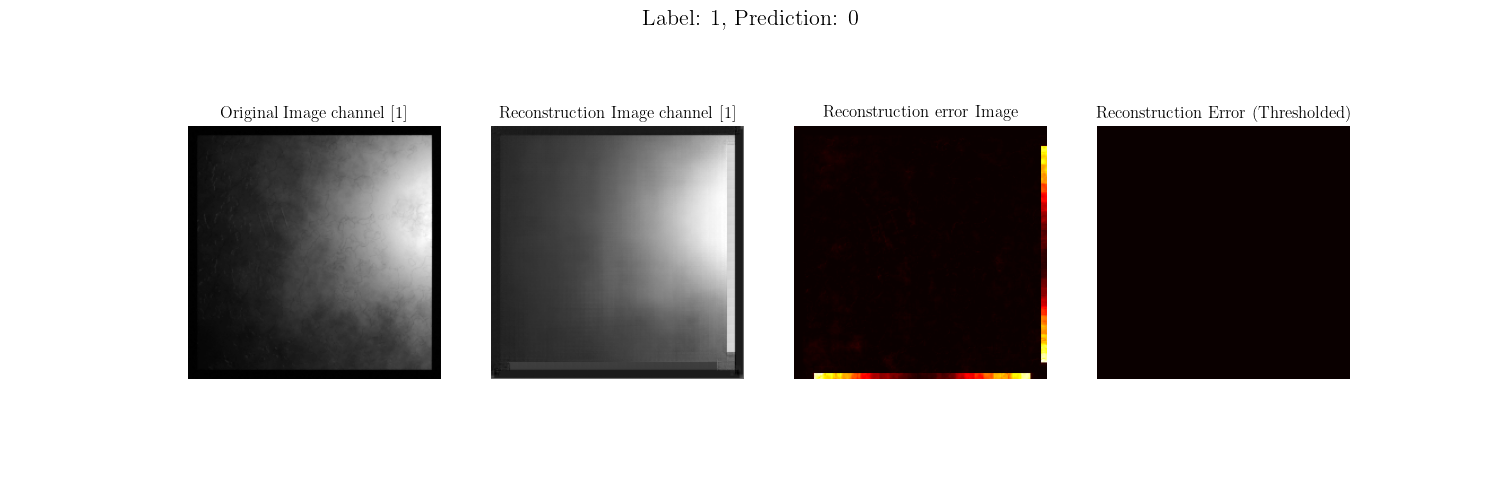 Label: 1, Prediction: 0
Original Image channel [1]
Reconstruction Image channel [1]
Reconstruction error Image
Reconstruction Error (Thresholded)